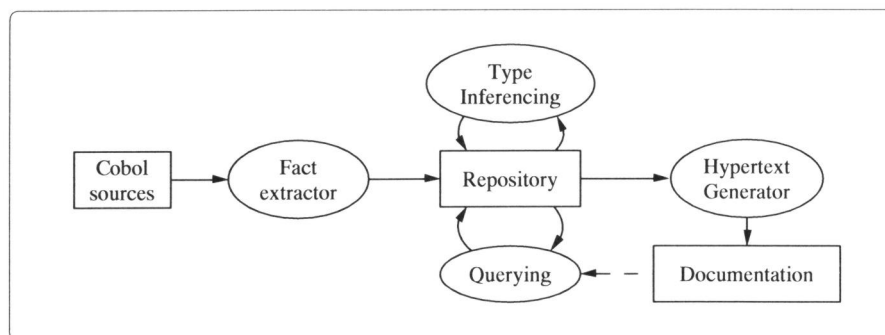 Type
Inferencing
Cobol
sources
Fact
extractor
Repository
Hypertext
Generator
Querying
Documentation